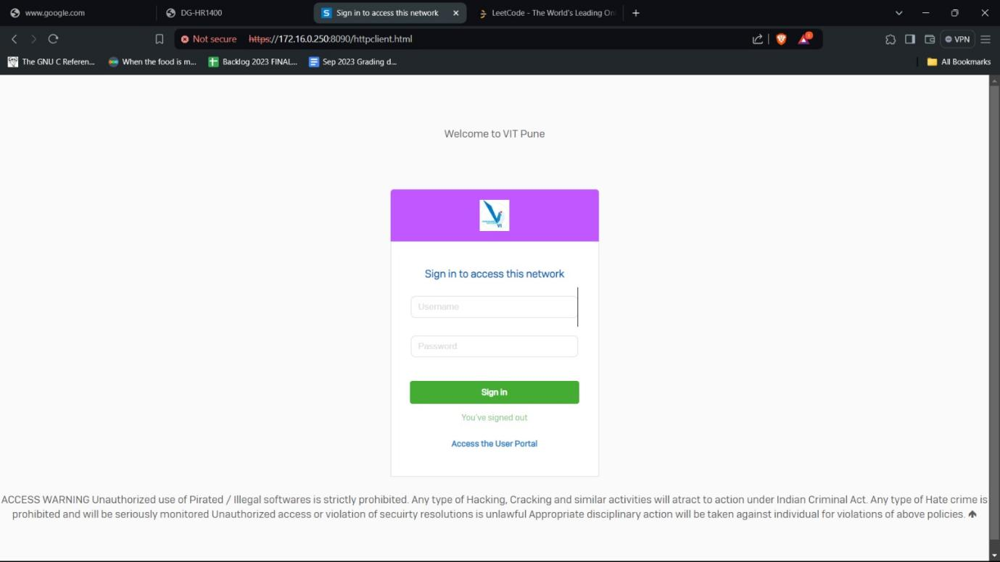 www.google.com
DG-HR1400
Sign in to access this network
LeetCode - The World's Leading Onl
Not secure
https://172.16.0.250:8090/httpclient.html
VPN
The GNU C Referen...
When the food is m...
Backlog 2023 FINAL...
Sep 2023 Grading d...
All Bookmarks
Welcome to VIT Pune
VI
Sign in to access this network
Username
Password
Sign in
You've signed out
Access the User Portal
ACCESS WARNING Unauthorized use of Pirated / Illegal softwares is strictly prohibited. Any type of Hacking, Cracking and similar activities will atract to action under Indian Criminal Act. Any type of Hate crime is
prohibited and will be seriously monitored Unauthorized access or violation of secuirty resolutions is unlawful Appropriate disciplinary action will be taken against individual for violations of above policies.